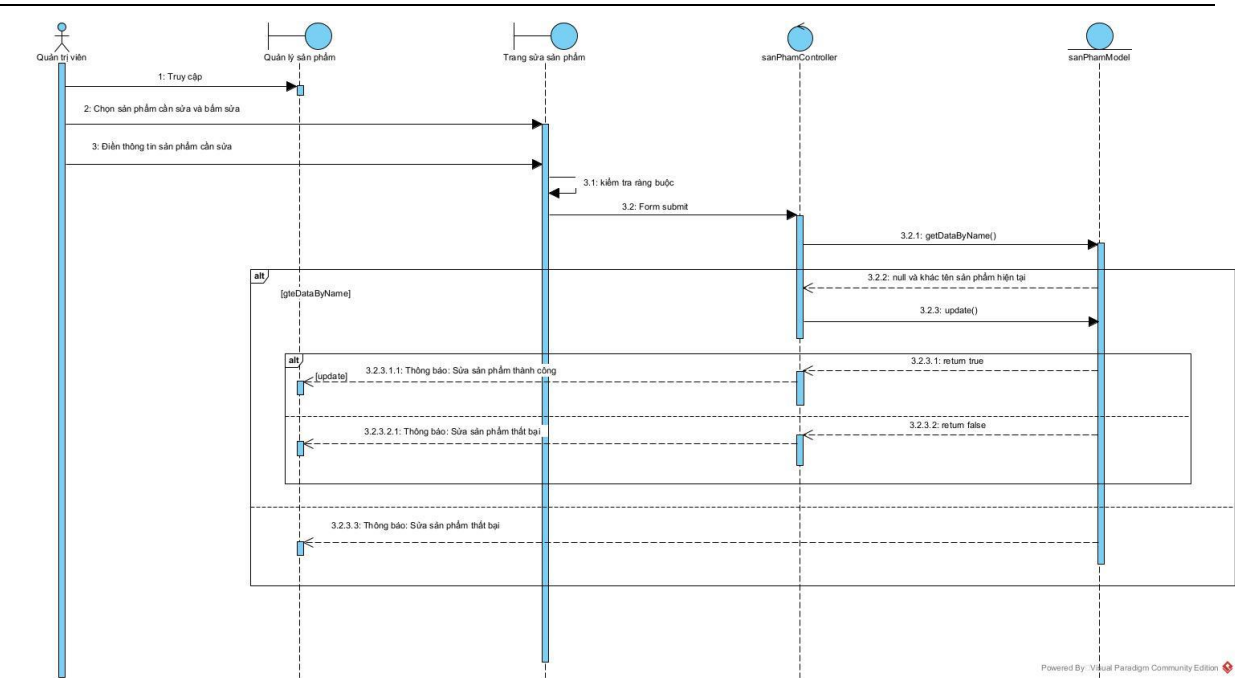 Quản trị viên
Quản lý sản phẩm
Trang sửa sản phẩm
sanPhamController
sanPhamModel
1: Truy cập
2: Chọn sản phẩm cần sửa và bấm sửa
3: Điền thông tin sản phẩm cần sửa
3.1: kiểm tra ràng buộc
3.2: Form submit
3.2.1: getDataByName()
alt
3.2.2: null và khác tên sản phẩm hiện tại
[gteDataByName]
3.2.3: update()
alt
3.2.3.1: return true
3.2.3.1.1: Thông báo: Sửa sản phẩm thành công
[update]
3.2.3.2: return false
3.2.3.2.1: Thông báo: Sửa sản phẩm thất bại
3.2.3.3: Thông báo: Sửa sản phẩm thất bại
Powered By Visual Paradigm Community Edition